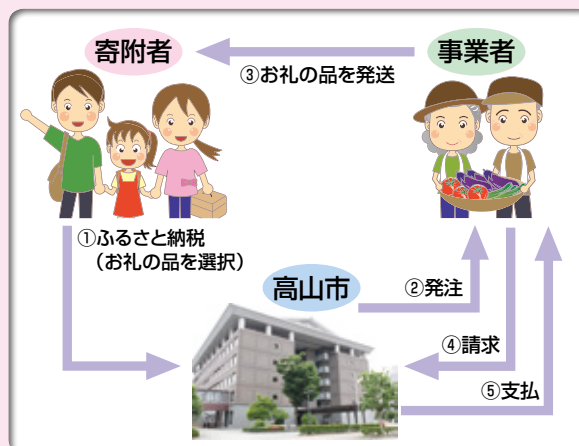 寄附者
事業者
③お礼の品を発送
①ふるさと納税
（お礼の品を選択）
高山市
②発注
④請求
⑤支払